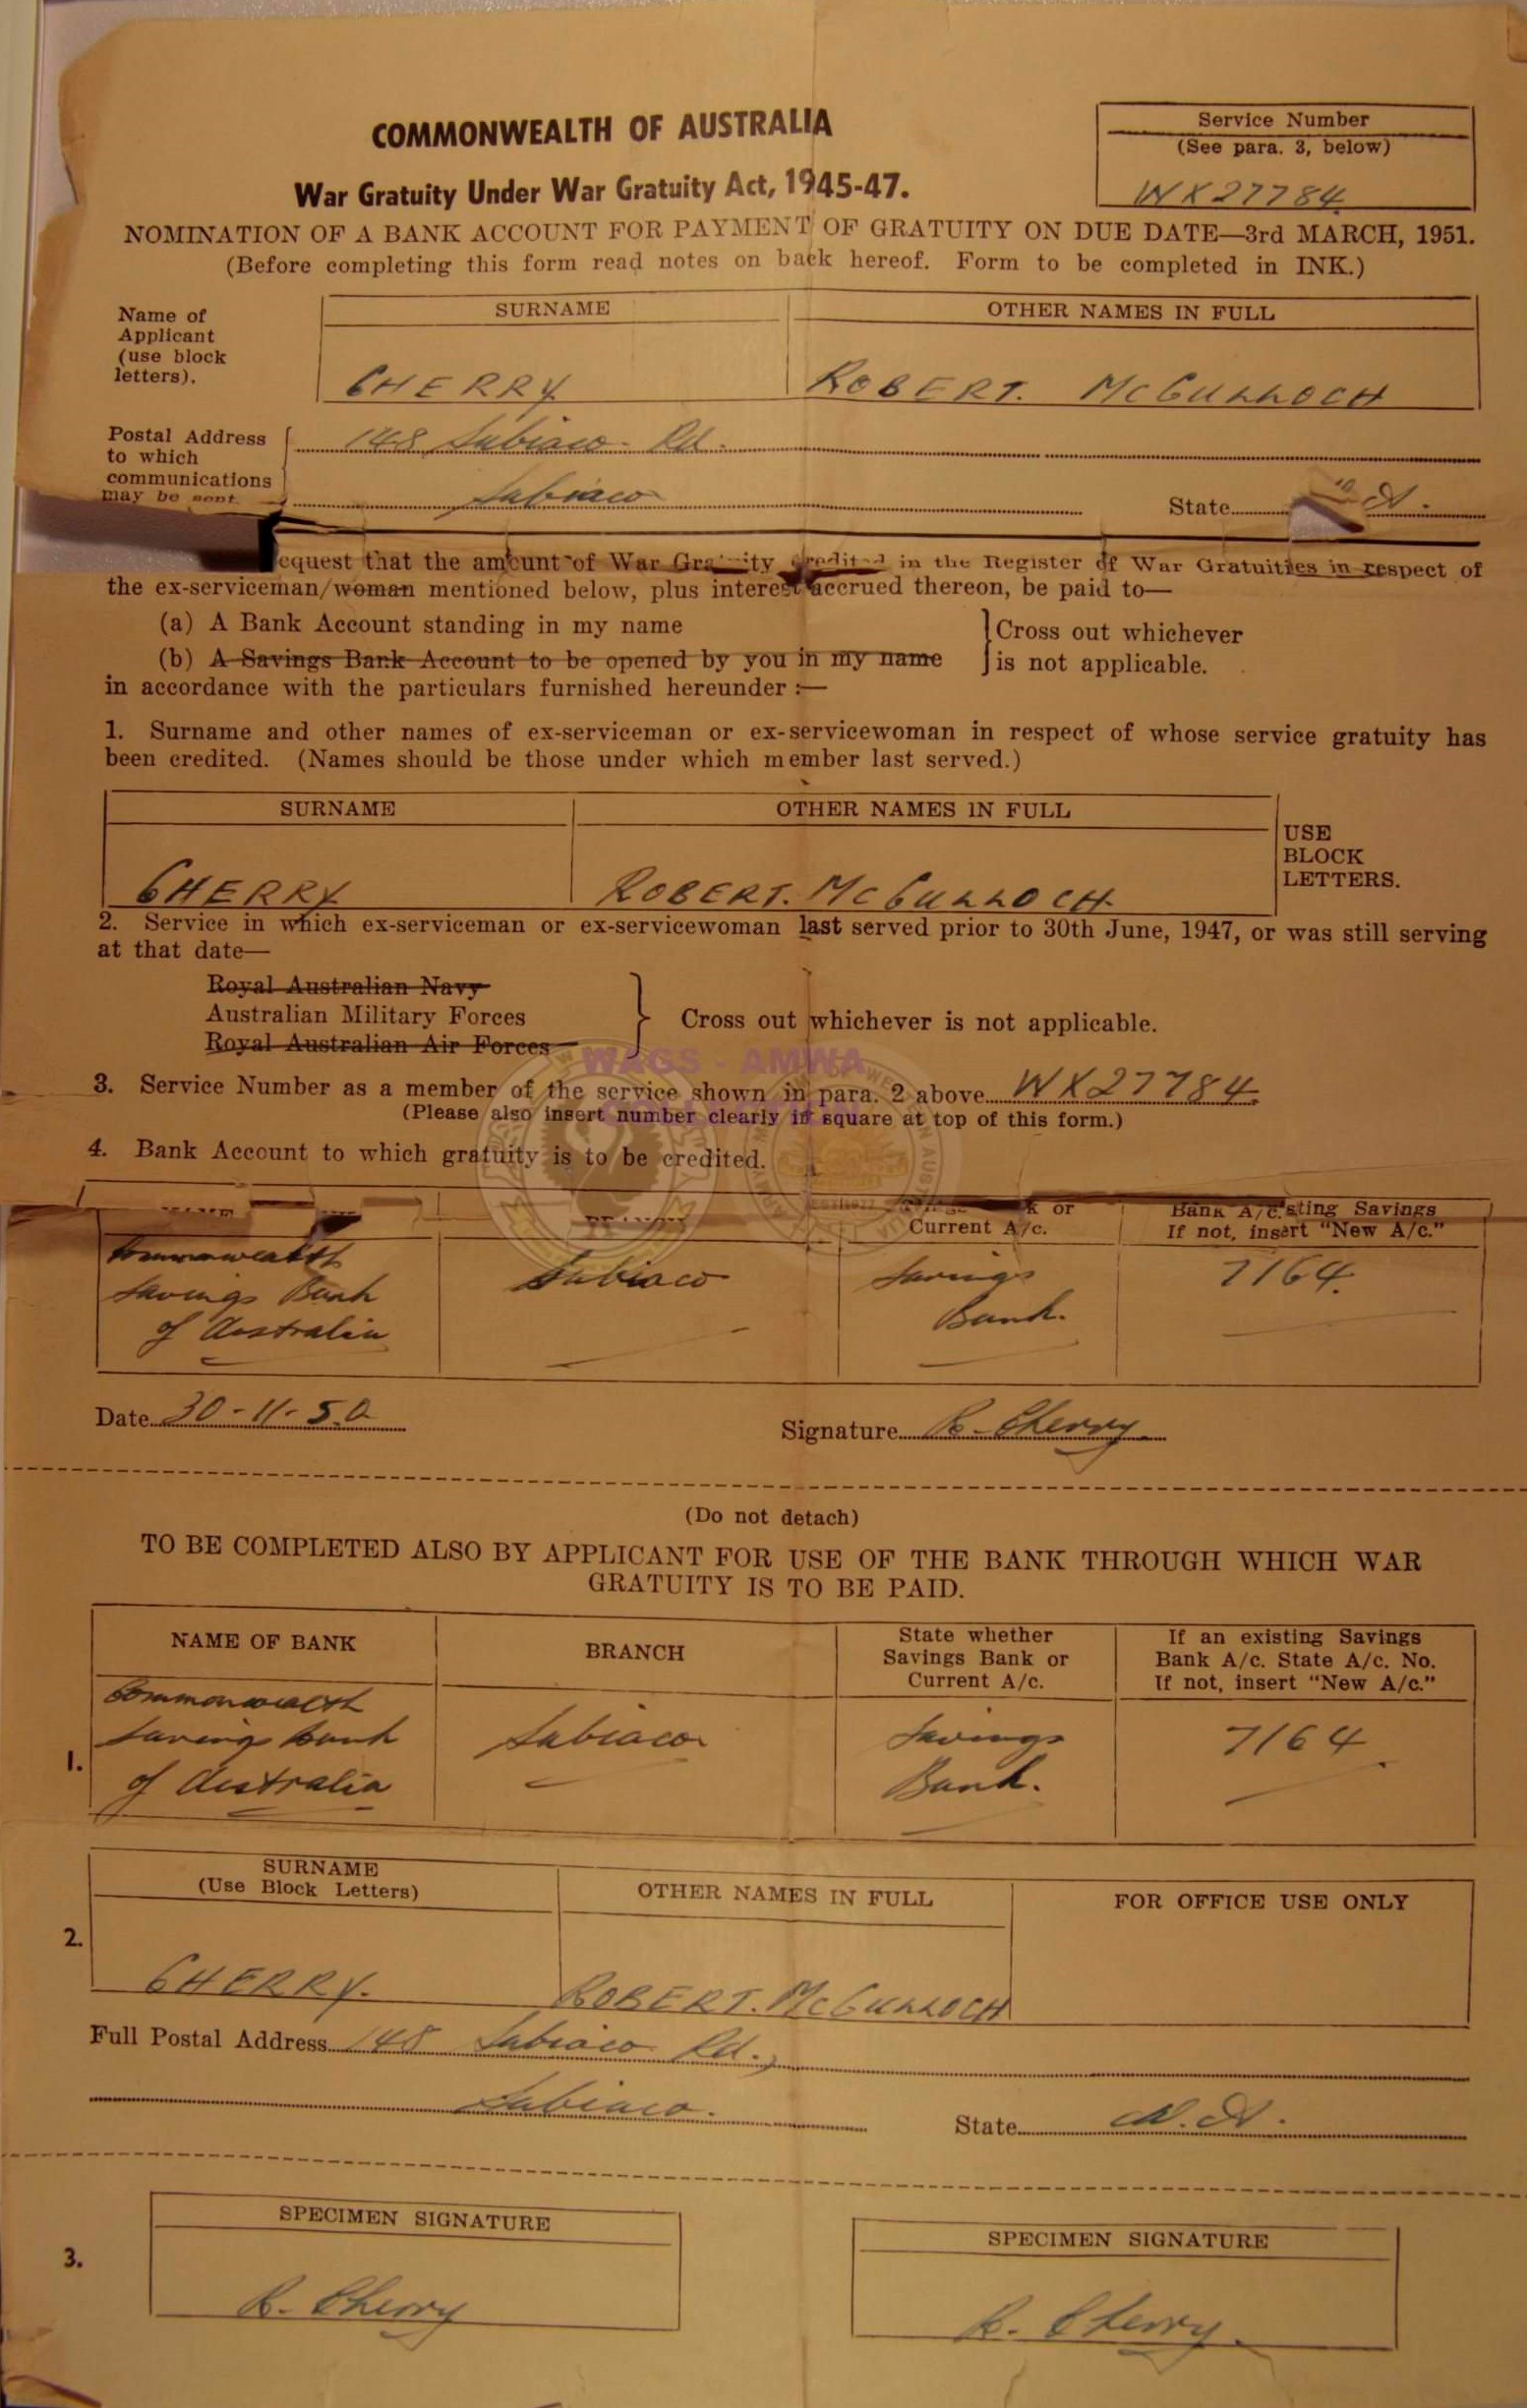 COMMONWEALTH OF AUSTRALIA
Service Number
(See para. 3, below)
WX27784
War Gratuity Under War Gratuity Act, 1945-47.
NOMINATION OF A BANK ACCOUNT FOR PAYMENT OF GRATUITY ON DUE DATE—3rd MARCH, 1951.
(Before completing this form read notes on back hereof. Form to be completed in INK.)
Name of Applicant (use block letters).
SURNAME
OTHER NAMES IN FULL
CHERRY
ROBERT. McCULLOCH
Postal Address to which communications may be sent
148 Subiaco Rd.
Subiaco
State A.
equest that the amount of War Gratuity credited in the Register of War Gratuities in respect of
the ex-serviceman/woman mentioned below, plus interest accrued thereon, be paid to—
(a) A Bank Account standing in my name
(b) A Savings Bank Account to be opened by you in my name
Cross out whichever
is not applicable.
in accordance with the particulars furnished hereunder :—
1. Surname and other names of ex-serviceman or ex-servicewoman in respect of whose service gratuity has
been credited. (Names should be those under which member last served.)
SURNAME
OTHER NAMES IN FULL
USE
BLOCK
LETTERS.
CHERRY
ROBERT. McCULLOCH
2. Service in which ex-serviceman or ex-servicewoman last served prior to 30th June, 1947, or was still serving
at that date—
Royal Australian Navy
Australian Military Forces
Royal Australian Air Forces
Cross out whichever is not applicable.
WAGS - AMWA
3. Service Number as a member of the service shown in para. 2 above WX27784
(Please also insert number clearly in square at top of this form.)
4. Bank Account to which gratuity is to be credited.
or
Current A/c.
Bank A/c. sting Savings
If not, insert "New A/c."
Commonwealth
Savings Bank
of Australia
Subiaco
Savings
Bank.
7164.
Date 30-11-50
Signature R. Cherry
(Do not detach)
TO BE COMPLETED ALSO BY APPLICANT FOR USE OF THE BANK THROUGH WHICH WAR
GRATUITY IS TO BE PAID.
NAME OF BANK
BRANCH
State whether
Savings Bank or
Current A/c.
If an existing Savings
Bank A/c. State A/c. No.
If not, insert "New A/c."
1.
Commonwealth
Savings Bank
of Australia
Subiaco
Savings
Bank.
7164
2.
SURNAME
(Use Block Letters)
OTHER NAMES IN FULL
FOR OFFICE USE ONLY
CHERRY.
ROBERT. McCULLOCH
Full Postal Address 148 Subiaco Rd.,
Subiaco.
State W.A.
3.
SPECIMEN SIGNATURE
SPECIMEN SIGNATURE
R. Cherry
R. Cherry